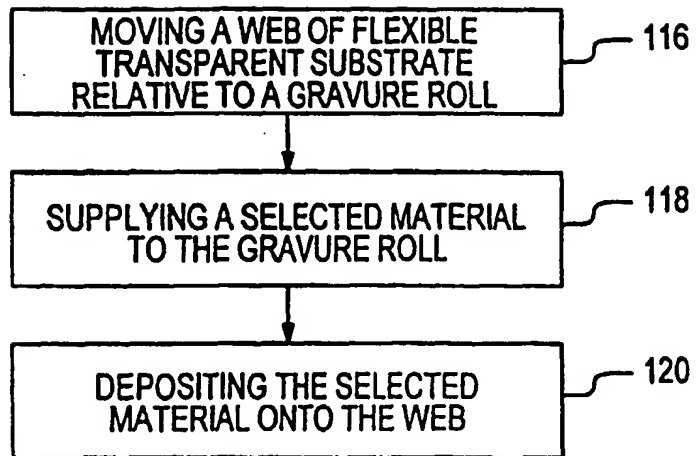 MOVING A WEB OF FLEXIBLE
TRANSPARENT SUBSTRATE
RELATIVE TO A GRAVURE ROLL
116
SUPPLYING A SELECTED MATERIAL
TO THE GRAVURE ROLL
118
DEPOSITING THE SELECTED
MATERIAL ONTO THE WEB
120